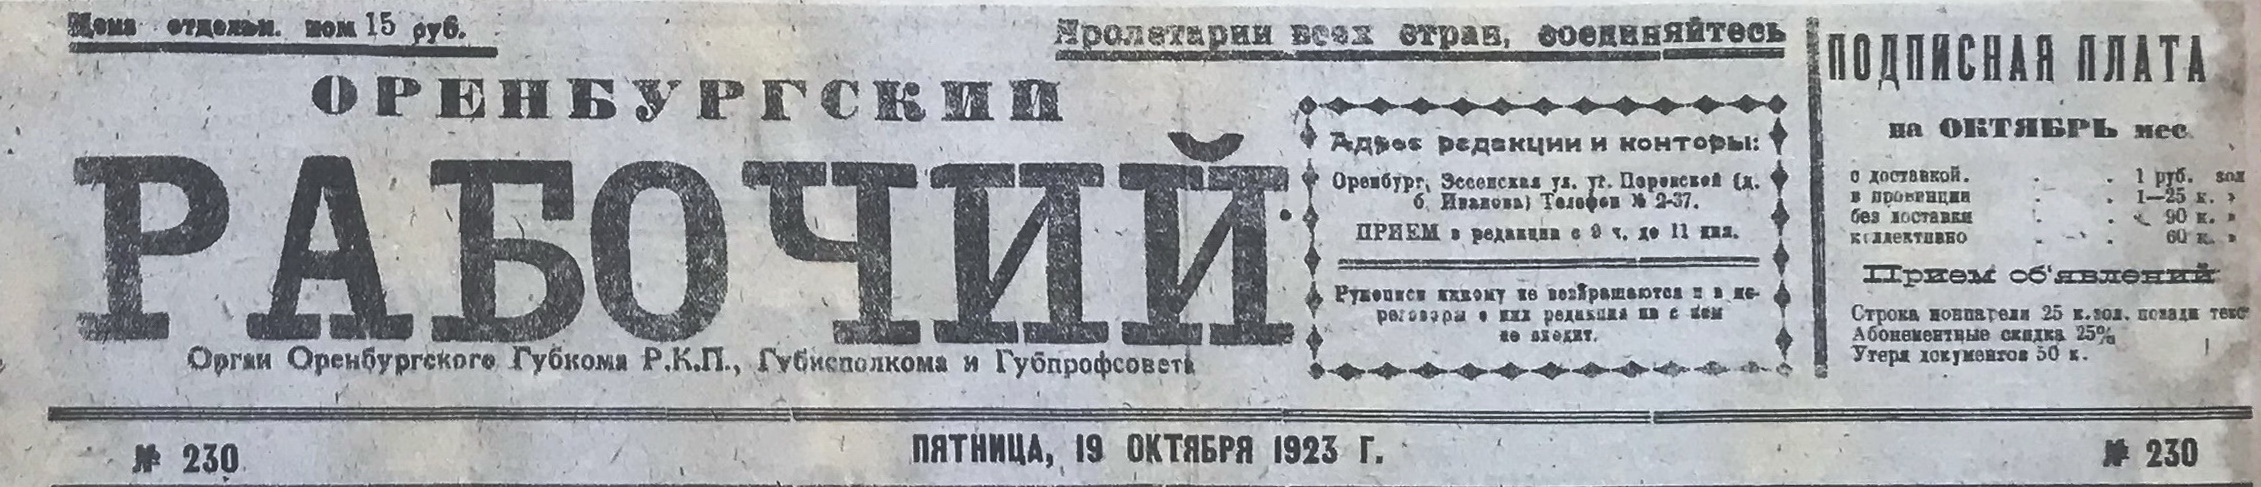 Цена отдельн. ном 15 руб.
Пролетарии всех стран, соединяйтесь
ОРЕНБУРГСКИЙ
РАБОЧИЙ
Орган Оренбургского Губкома Р.К.П., Губисполкома и Губпрофсовета
Адрес редакции и конторы:
Оренбург, Эссенская ул. уг. Паровской (д.
б. Иванова) Телефон № 2-37.
ПРИЕМ в редакции с 9 ч. до 11 дня.
Рукописи никому не возвращаются и в пе-
реговоры о них редакция ни с кем
не входит.
ПОДПИСНАЯ ПЛАТА
на ОКТЯБРЬ мес
с доставкой. . . 1 руб. зол
в провинции . . 1—25 к. »
без доставки . . 90 к. »
коллективно . . 60 к. »
Прием об'явлений
Строка нонпарели 25 к.зол. позади текс
Абонементные скидка 25%
Утеря документов 50 к.
№ 230
ПЯТНИЦА, 19 ОКТЯБРЯ 1923 Г.
№ 230